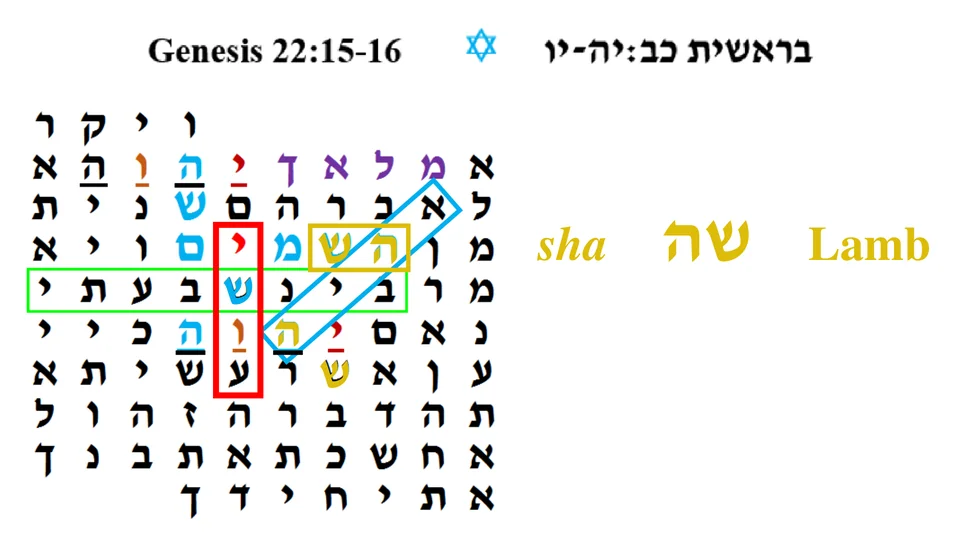 Genesis 22:15-16 ✡ בראשית כב:יה-יו
ו י ק ר
א מ ל א ך י ה ו ה א
ל א ב ר ה ם ש נ י ת
מ ן ה ש מ י ם ו י א
מ ר ב י נ ש ב ע ת י
נ א ם י ה ו ה כ י י
ע ן א ש ר ע ש י ת א
ת ה ד ב ר ה ז ה ו ל
א ח ש כ ת א ת ב נ ך
א ת י ח י ד ך
sha שה Lamb